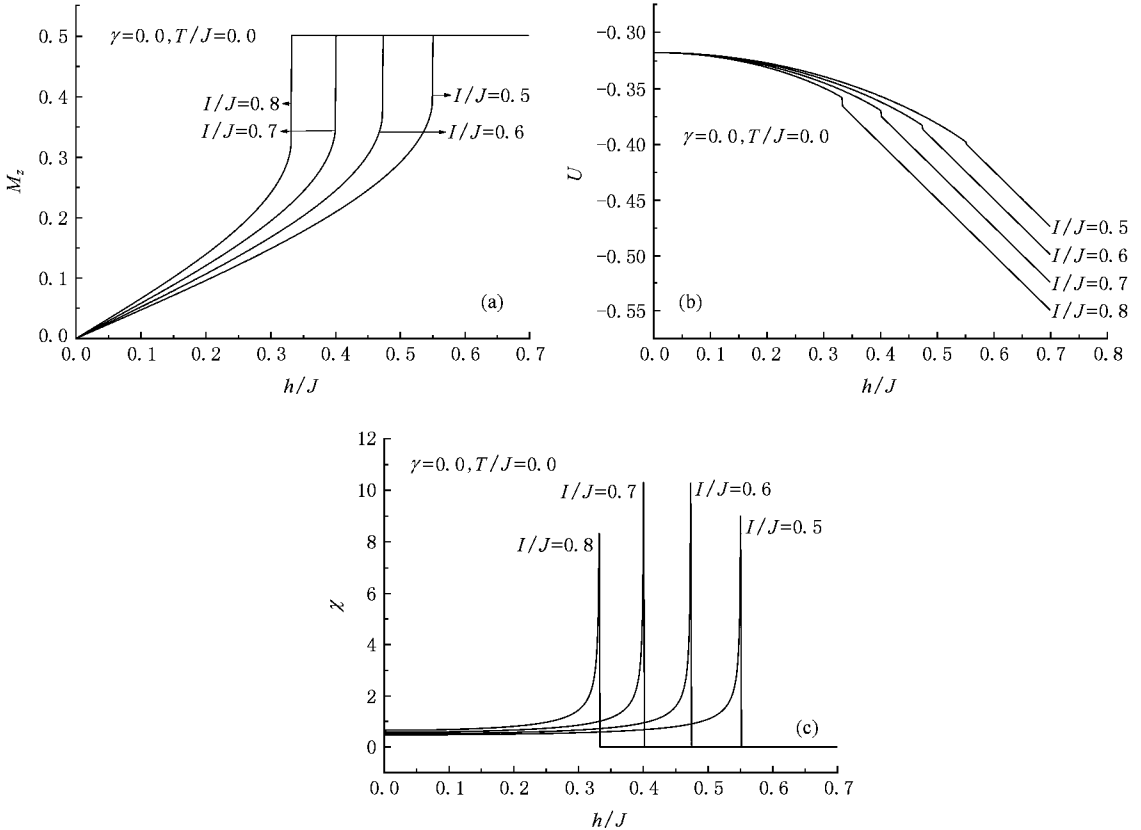 γ=0.0,T/J=0.0
0.5
0.4
0.3
0.2
0.1
0.0
M_z
I/J=0.8
I/J=0.7
I/J=0.5
I/J=0.6
(a)
0.0 0.1 0.2 0.3 0.4 0.5 0.6 0.7
h/J
−0.30
−0.35
−0.40
−0.45
−0.50
−0.55
U
γ=0.0,T/J=0.0
I/J=0.5
I/J=0.6
I/J=0.7
I/J=0.8
(b)
0.0 0.1 0.2 0.3 0.4 0.5 0.6 0.7 0.8
h/J
12
10
8
6
4
2
0
χ
γ=0.0,T/J=0.0
I/J=0.7
I/J=0.6
I/J=0.8
I/J=0.5
(c)
0.0 0.1 0.2 0.3 0.4 0.5 0.6 0.7
h/J